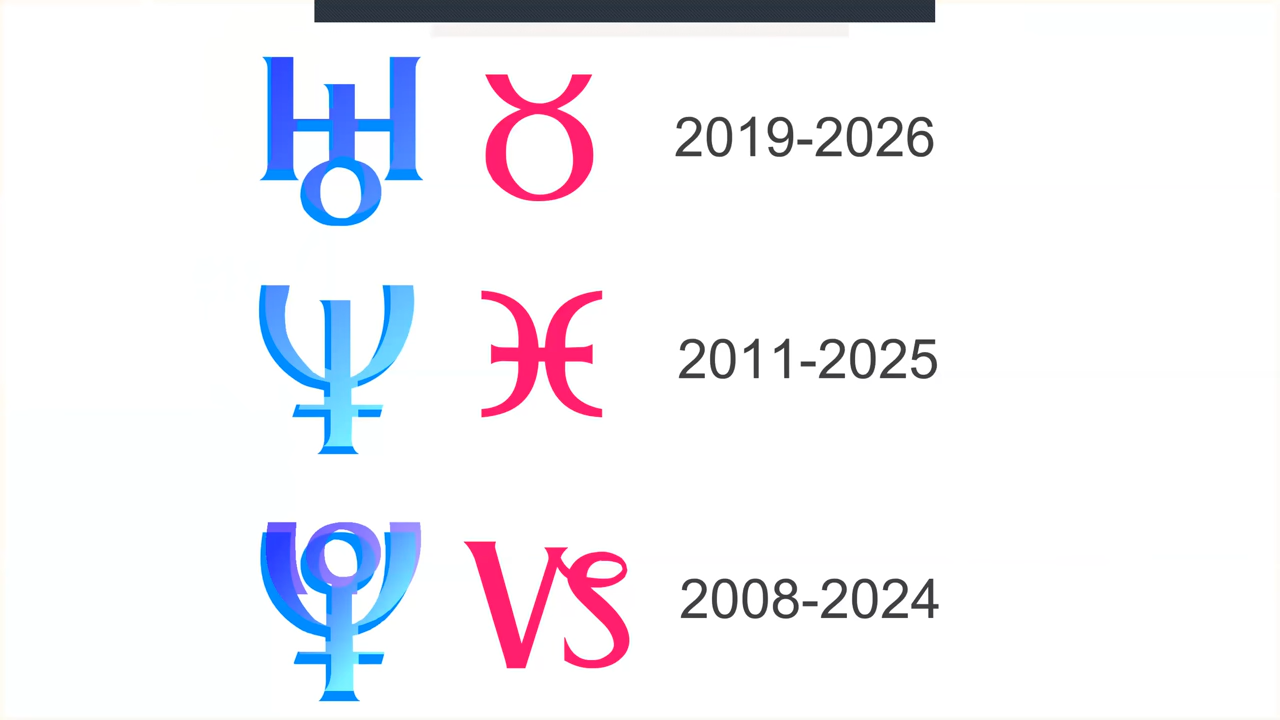 ♅ ♉ 2019-2026
♆ ♓ 2011-2025
♇ ♑ 2008-2024